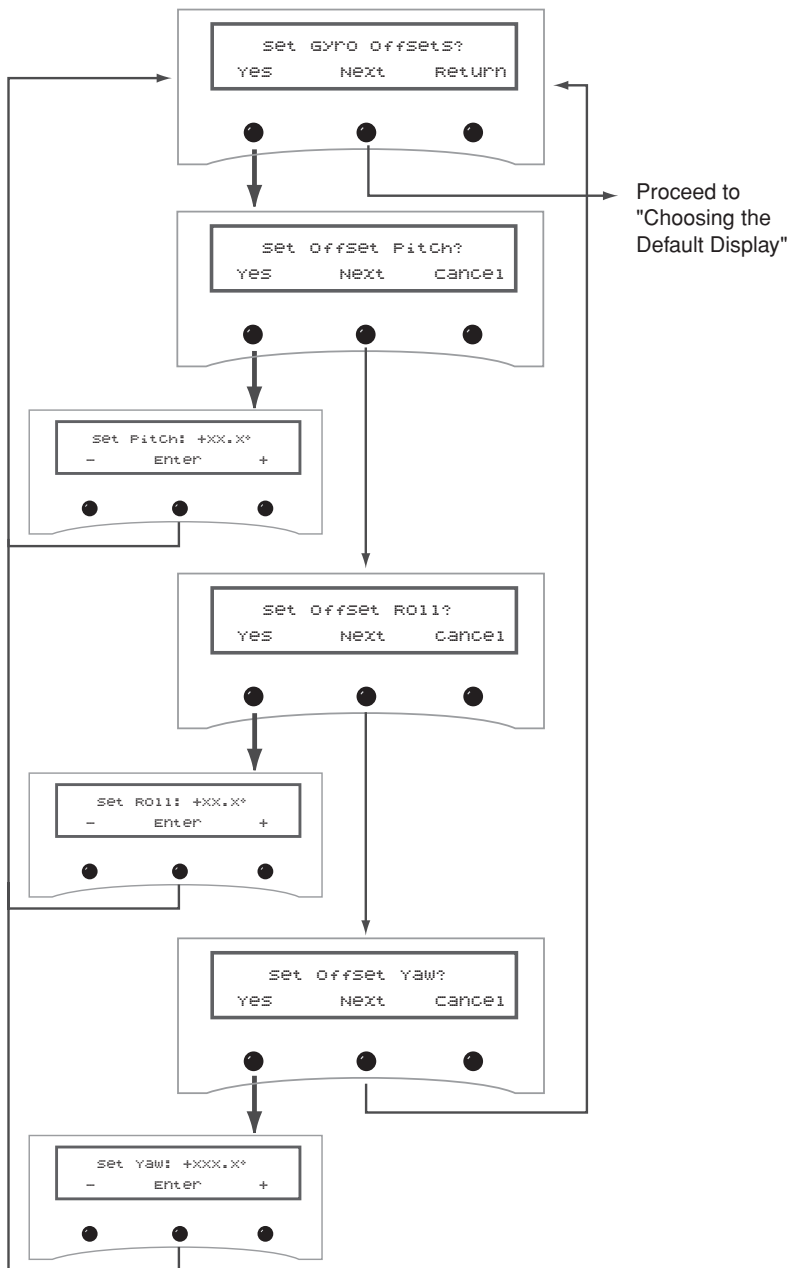 Set Gyro Offsets?
Yes Next Return
Proceed to
"Choosing the
Default Display"
Set Offset Pitch?
Yes Next Cancel
Set Pitch: +XX.X°
- Enter +
Set Offset Roll?
Yes Next Cancel
Set Roll: +XX.X°
- Enter +
Set Offset Yaw?
Yes Next Cancel
Set Yaw: +XXX.X°
- Enter +